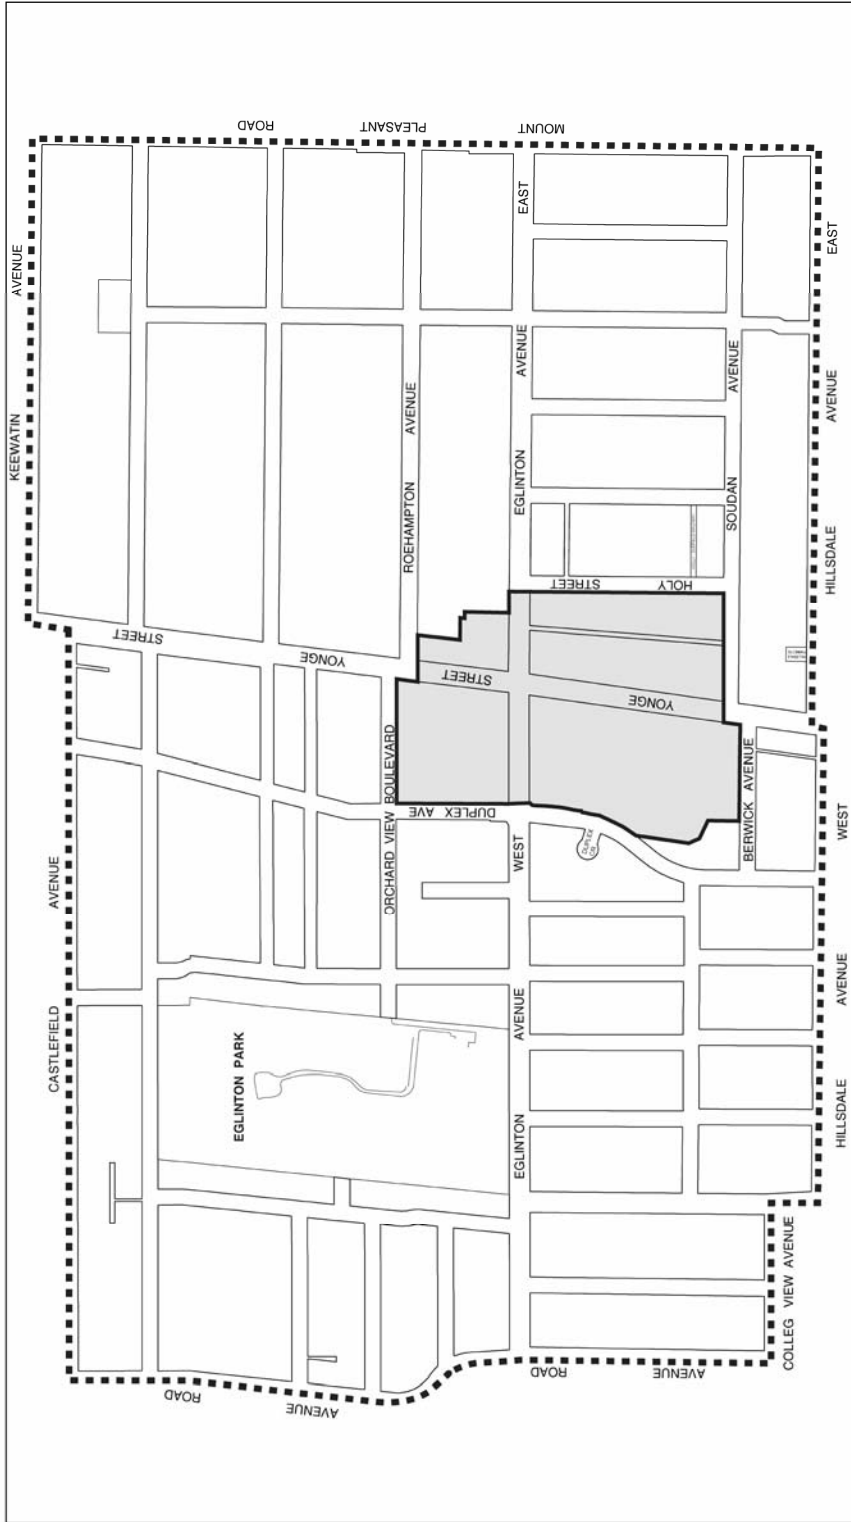 CASTLEFIELD AVENUE
KEEWATIN AVENUE
ROAD
AVENUE
STREET
YONGE
ROAD
PLEASANT
MOUNT
EGLINTON PARK
ORCHARD VIEW BOULEVARD
ROEHAMPTON AVENUE
DUPLEX AVE
STREET
EGLINTON AVENUE WEST
EGLINTON AVENUE EAST
ROAD
AVENUE
DUPLEX
CR.
YONGE
STREET
HOLY
SOUDAN AVENUE
BERWICK AVENUE
COLLEG VIEW AVENUE
HILLSDALE AVENUE WEST
HILLSDALE AVENUE EAST